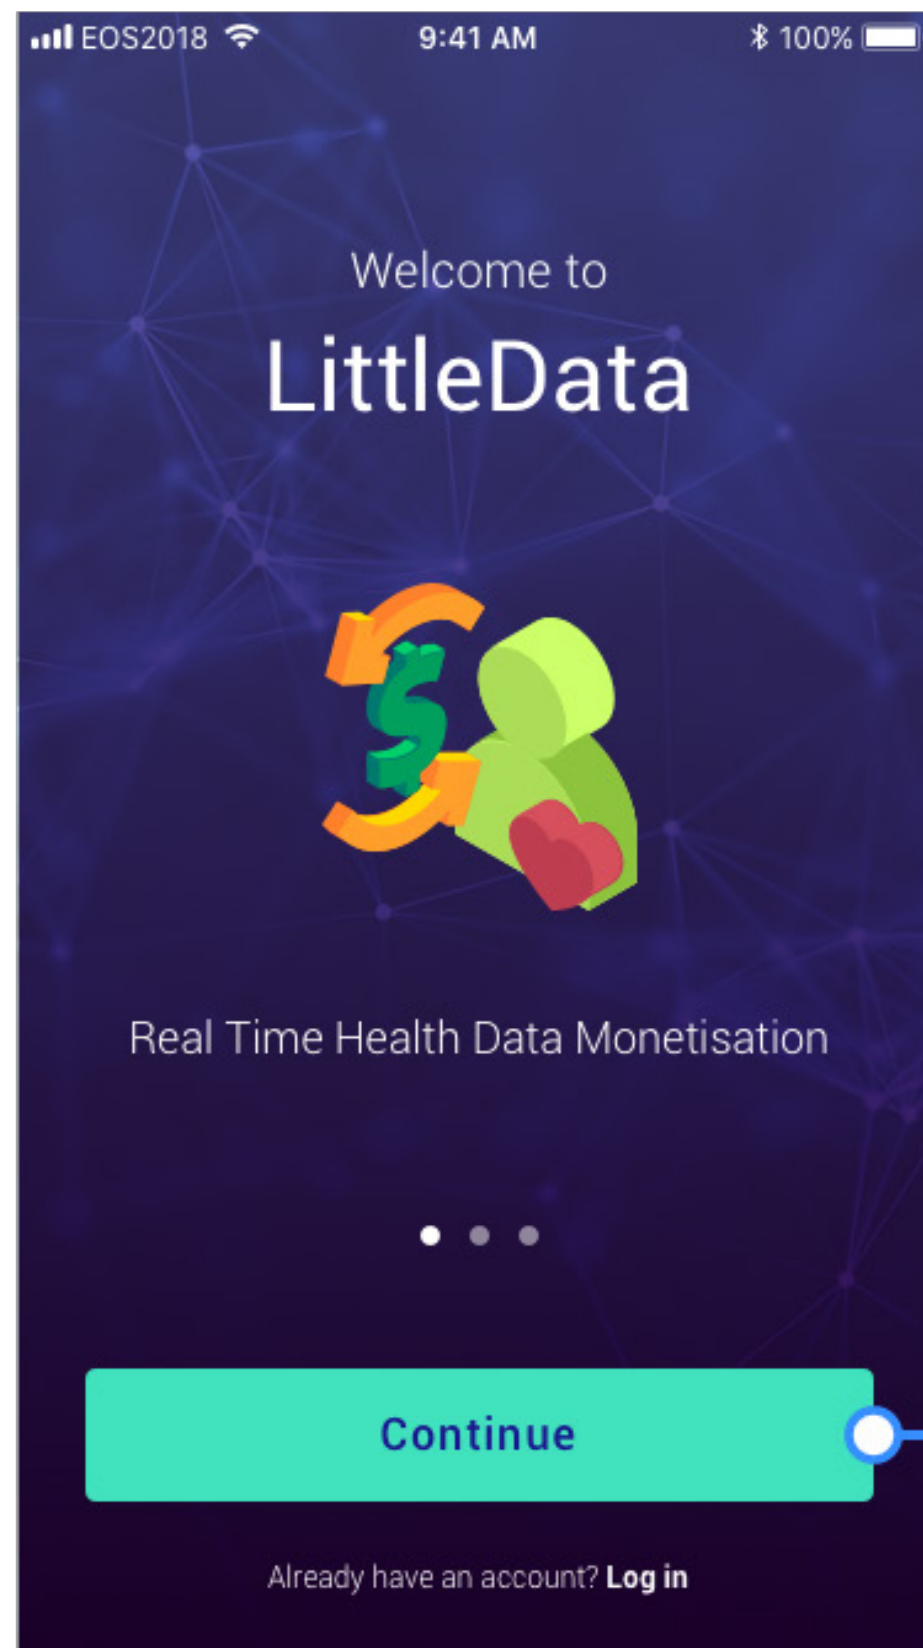 EOS2018 9:41 AM 100%
Welcome to
LittleData
Real Time Health Data Monetisation
Continue
Already have an account? Log in